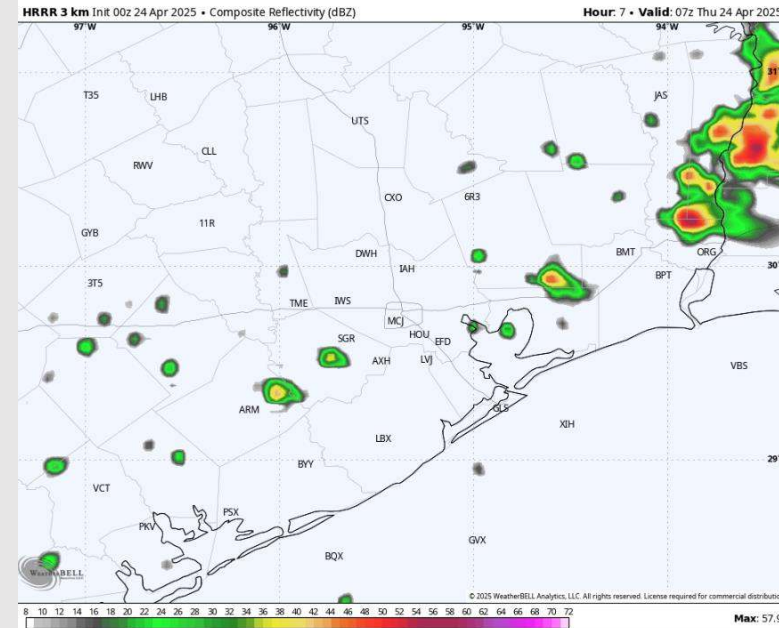 HRRR 3 km Init 00z 24 Apr 2025 • Composite Reflectivity (dBZ) Hour: 7 • Valid: 07z Thu 24 Apr 2025
97°W 96°W 95°W 94°W
31°
T35 LHB JAS
UTS
CLL
RWV
CXO 6R3
11R
GYB
DWH BMT ORG
IAH 30°
3T5 BPT
TME IWS
MCJ
SGR HOU EFD
AXH LVJ VBS
ARM GLS
XIH
LBX
BYY 29°
VCT
PSX
PKV
GVX
BQX
WeatherBELL
© 2025 WeatherBELL Analytics, LLC. All rights reserved. License required for commercial distributio
8 10 12 14 16 18 20 22 24 26 28 30 32 34 36 38 40 42 44 46 48 50 52 54 56 58 60 62 64 66 68 70 72
Max: 57.9